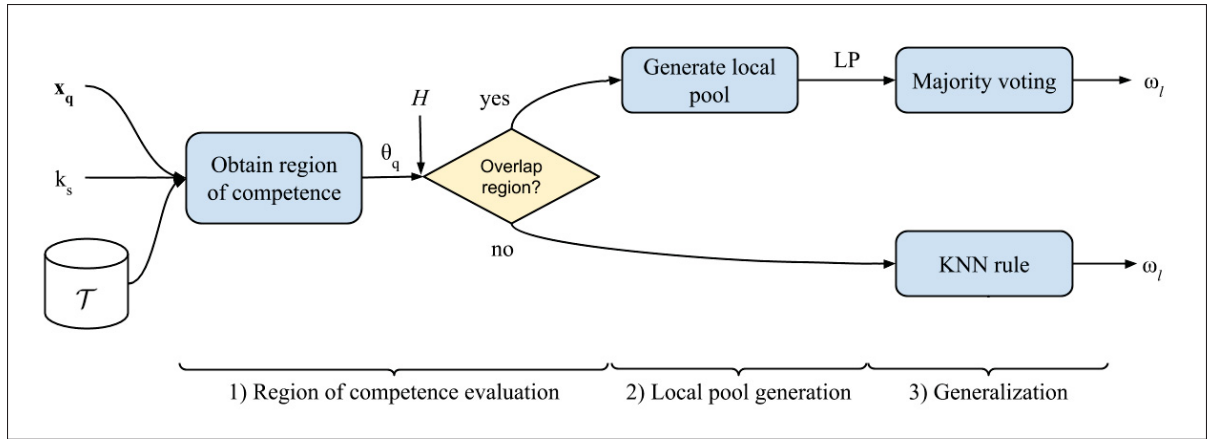 x_q
k_s
𝒯
Obtain region
of competence
θ_q
H
Overlap
region?
yes
no
Generate local
pool
LP
Majority voting
ω_l
KNN rule
ω_l
1) Region of competence evaluation
2) Local pool generation
3) Generalization